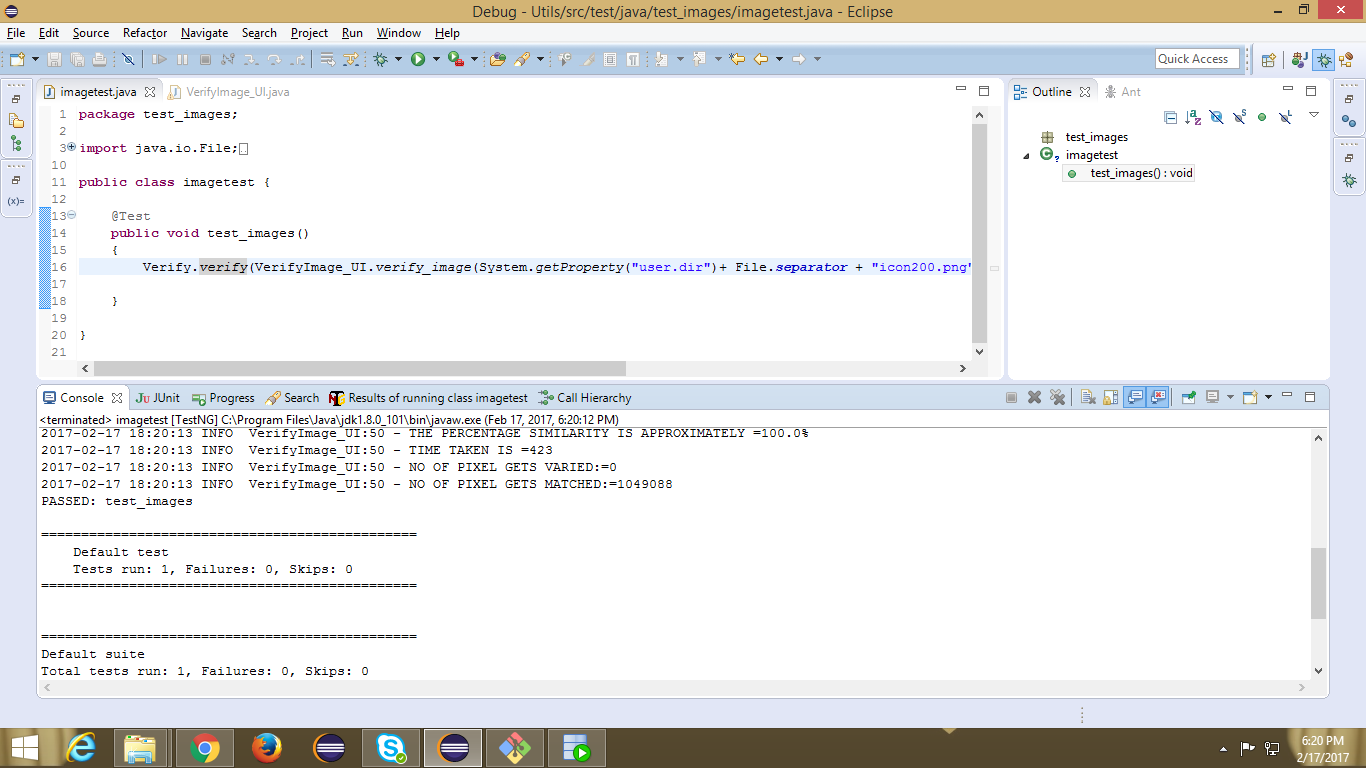 Debug - Utils/src/test/java/test_images/imagetest.java - Eclipse
File Edit Source Refactor Navigate Search Project Run Window Help
Quick Access
imagetest.java VerifyImage_UI.java
1 package test_images;
2
3 import java.io.File;
10
11 public class imagetest {
12
13 @Test
14 public void test_images()
15 {
16 Verify.verify(VerifyImage_UI.verify_image(System.getProperty("user.dir")+ File.separator + "icon200.png"
17
18 }
19
20 }
21
Outline Ant
test_images
imagetest
test_images() : void
(x)=
Console JUnit Progress Search Results of running class imagetest Call Hierarchy
<terminated> imagetest [TestNG] C:\Program Files\Java\jdk1.8.0_101\bin\javaw.exe (Feb 17, 2017, 6:20:12 PM)
2017-02-17 18:20:13 INFO VerifyImage_UI:50 - THE PERCENTAGE SIMILARITY IS APPROXIMATELY =100.0%
2017-02-17 18:20:13 INFO VerifyImage_UI:50 - TIME TAKEN IS =423
2017-02-17 18:20:13 INFO VerifyImage_UI:50 - NO OF PIXEL GETS VARIED:=0
2017-02-17 18:20:13 INFO VerifyImage_UI:50 - NO OF PIXEL GETS MATCHED:=1049088
PASSED: test_images
===============================================
Default test
Tests run: 1, Failures: 0, Skips: 0
===============================================
===============================================
Default suite
Total tests run: 1, Failures: 0, Skips: 0
6:20 PM
2/17/2017